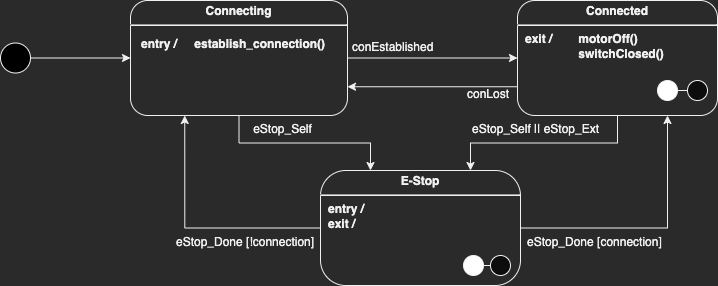 Connecting
entry / establish_connection()
conEstablished
Connected
exit / motorOff()
switchClosed()
conLost
eStop_Self
eStop_Self || eStop_Ext
E-Stop
entry /
exit /
eStop_Done [!connection]
eStop_Done [connection]